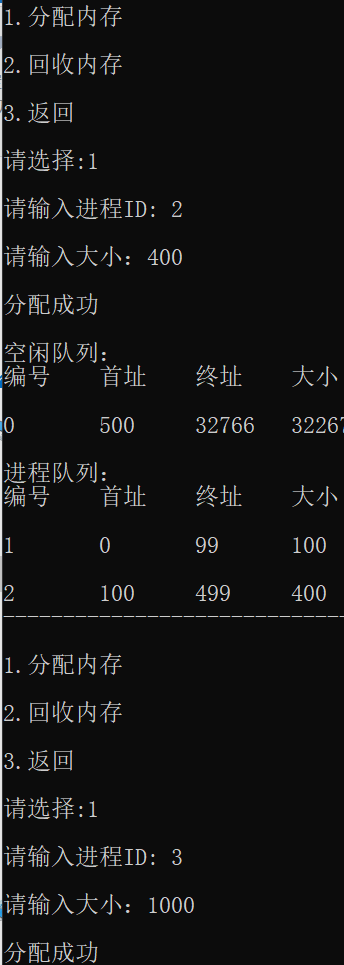 1.分配内存
2.回收内存
3.返回
请选择:1
请输入进程ID: 2
请输入大小：400
分配成功
空闲队列：
编号 首址 终址 大小
0 500 32766 32267
进程队列：
编号 首址 终址 大小
1 0 99 100
2 100 499 400
-----------------------------
1.分配内存
2.回收内存
3.返回
请选择:1
请输入进程ID: 3
请输入大小：1000
分配成功